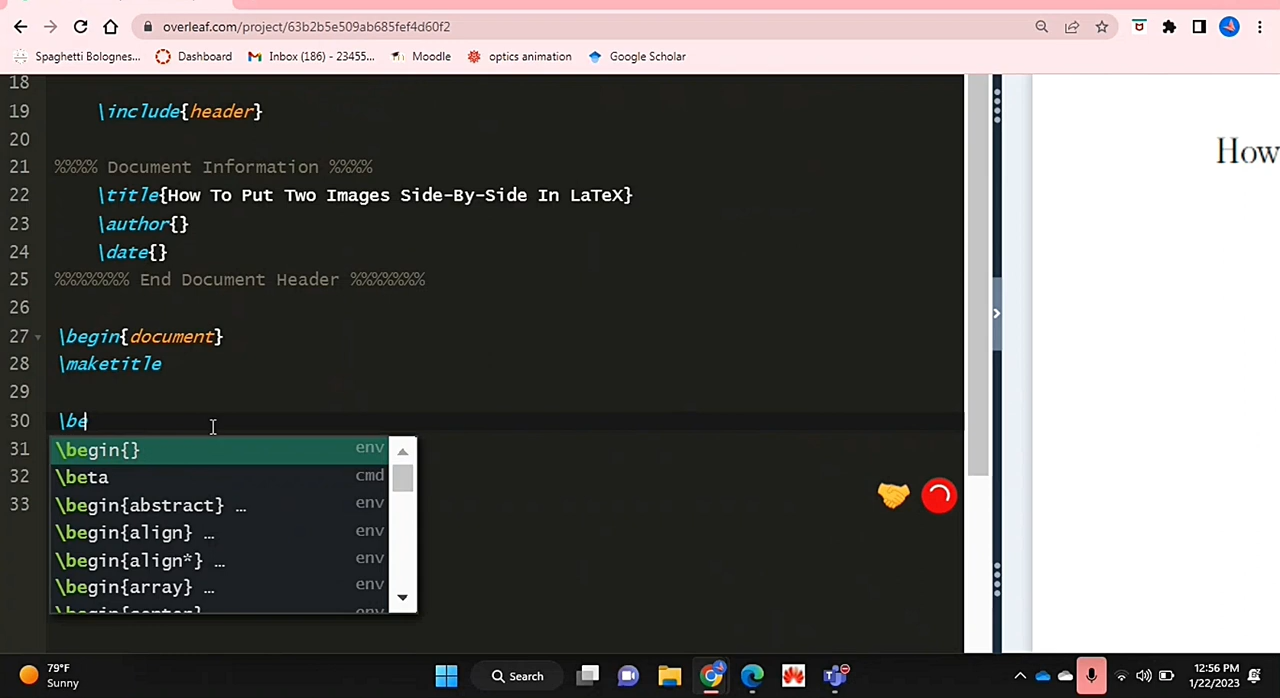 overleaf.com/project/63b2b5e509ab685fef4d60f2
Spaghetti Bolognes... Dashboard Inbox (186) - 23455... Moodle optics animation Google Scholar
18
19 \include{header}
20
21 %%%% Document Information %%%%
22 \title{How To Put Two Images Side-By-Side In LaTeX}
23 \author{}
24 \date{}
25 %%%%%%% End Document Header %%%%%%%
26
27 \begin{document}
28 \maketitle
29
30 \be
31
32
33
\begin{} env
\beta cmd
\begin{abstract} … env
\begin{align} … env
\begin{align*} … env
\begin{array} … env
\begin{center} env
How
79°F
Sunny
Search
12:56 PM
1/22/2023